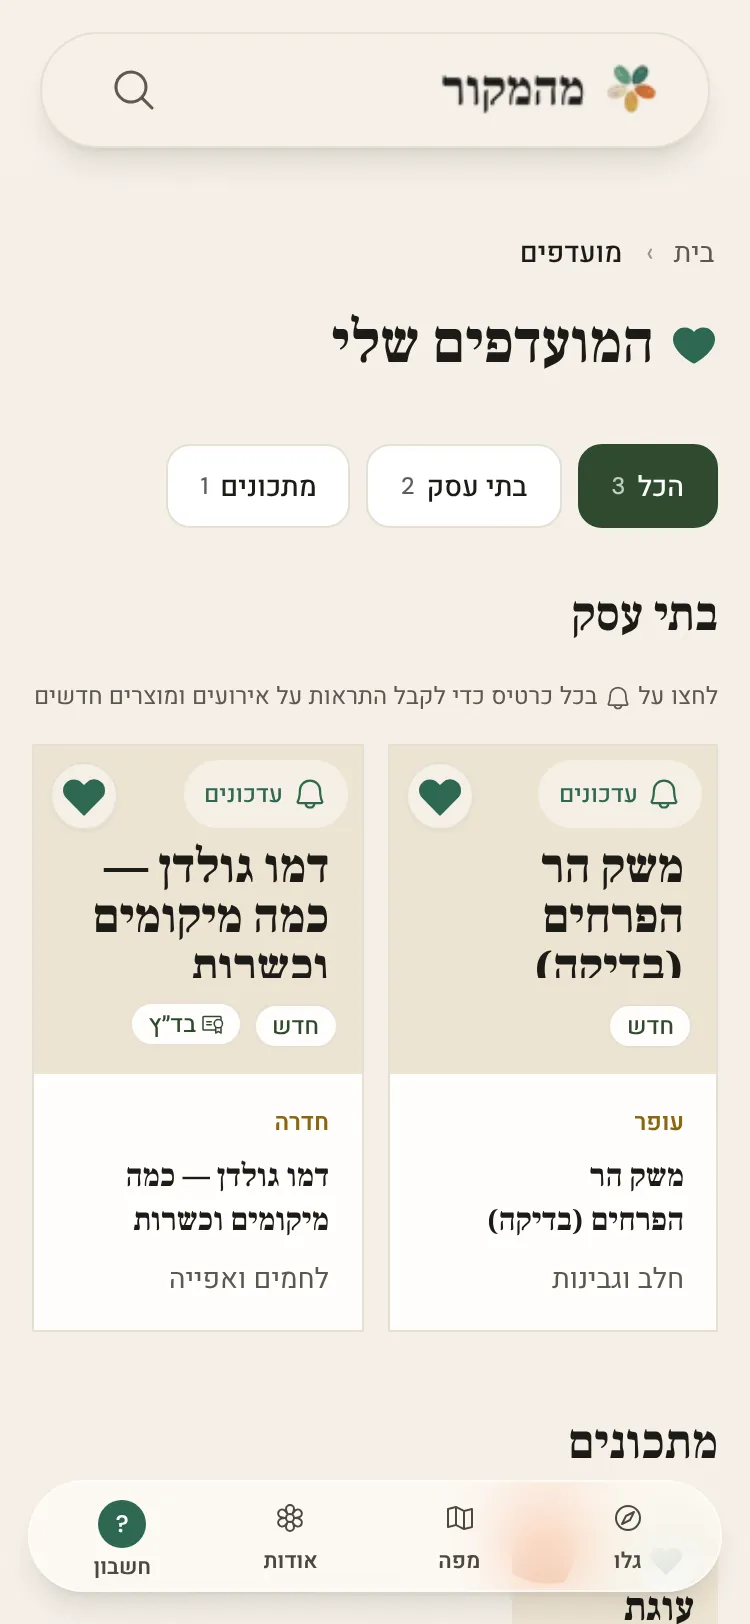 מהמקור
בית › מועדפים
המועדפים שלי
הכל 3
בתי עסק 2
מתכונים 1
בתי עסק
לחצו על בכל כרטיס כדי לקבל התראות על אירועים ומוצרים חדשים
עדכונים
משק הר
הפרחים
(בדיקה)
חדש
עופר
משק הר
הפרחים (בדיקה)
חלב וגבינות
עדכונים
דמו גולדן —
כמה מיקומים
וכשרות
חדש
בד״ץ
חדרה
דמו גולדן — כמה
מיקומים וכשרות
לחמים ואפייה
מתכונים
עוגת
גלו
מפה
אודות
?
חשבון